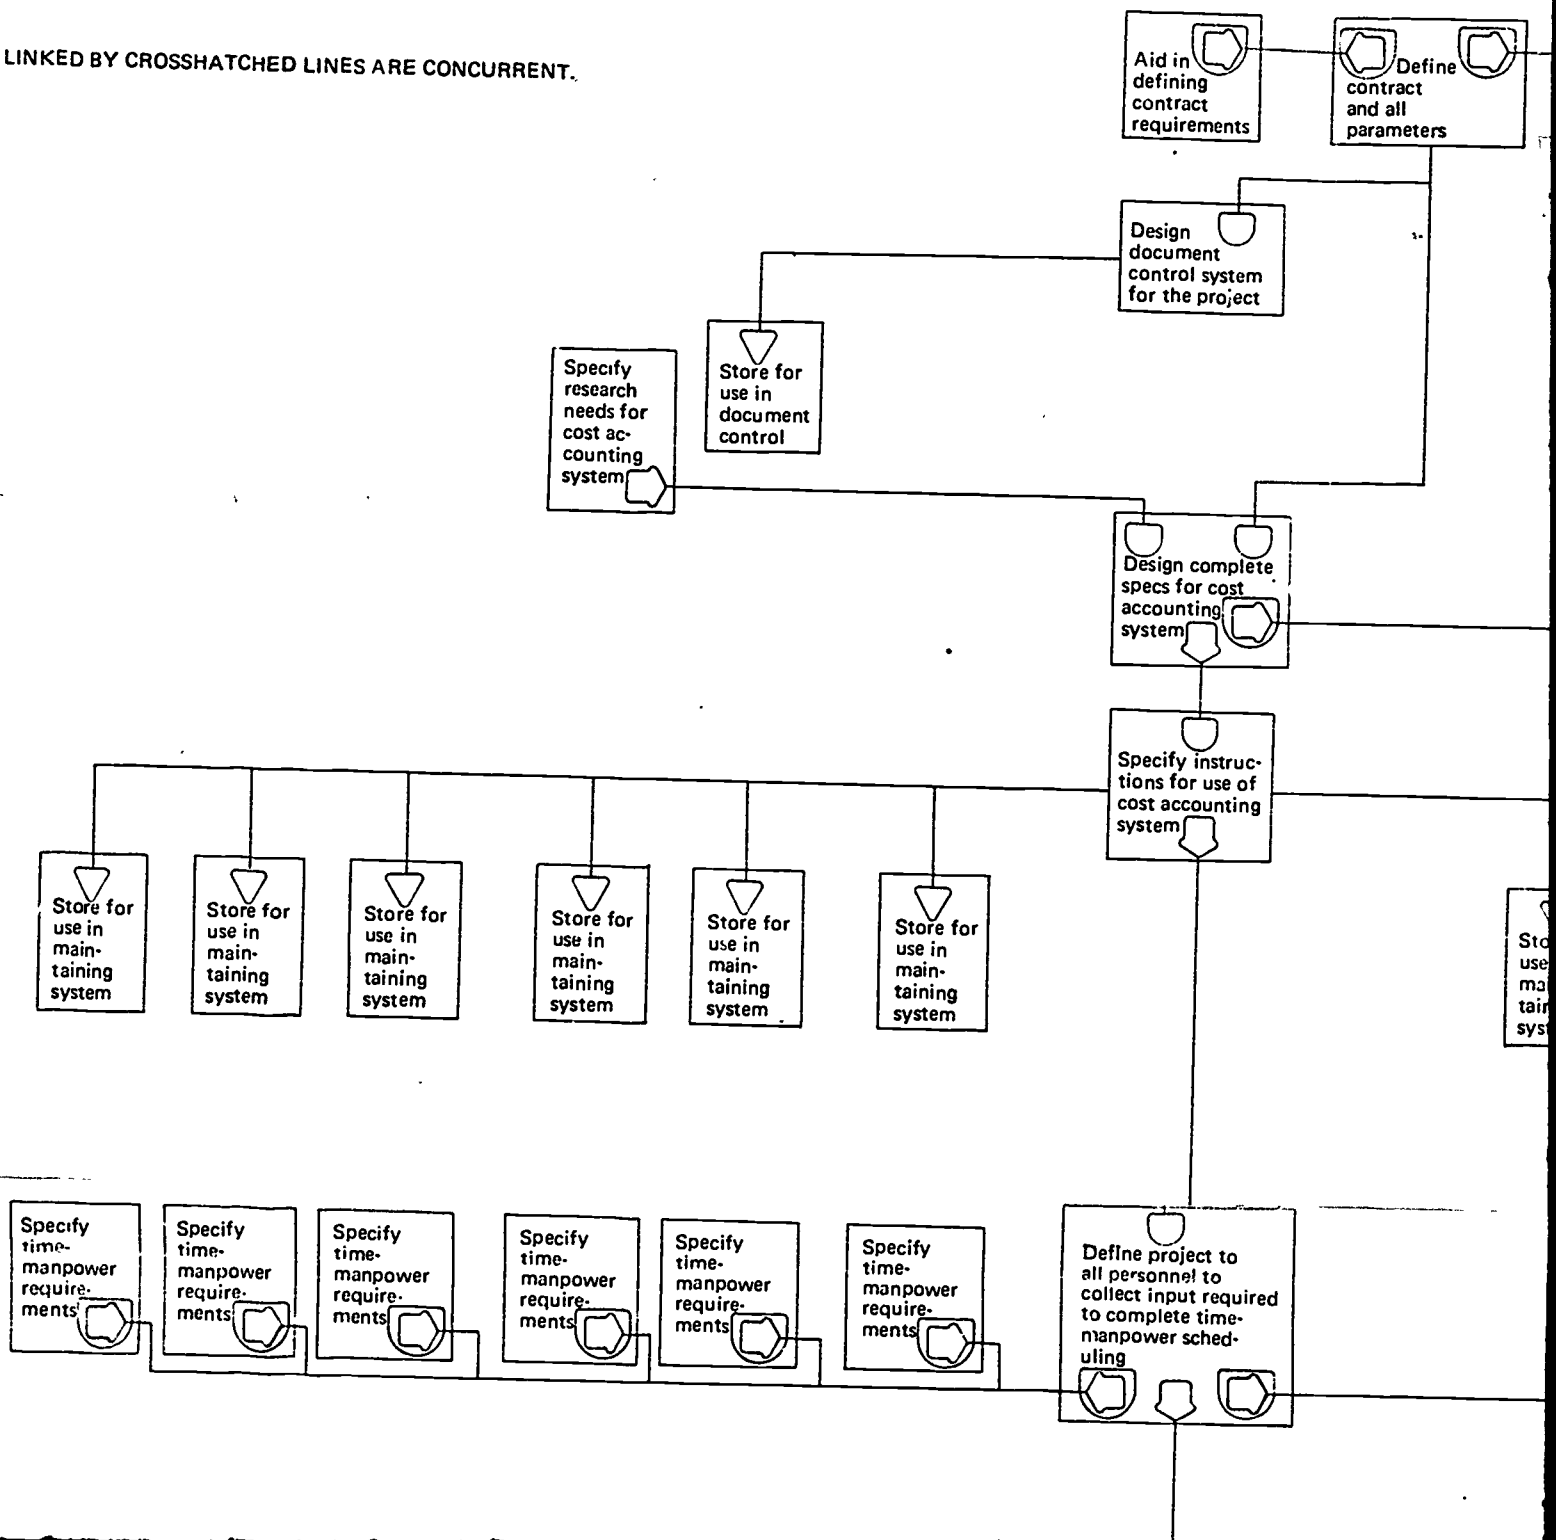 LINKED BY CROSSHATCHED LINES ARE CONCURRENT.
Aid in
defining
contract
requirements
Define
contract
and all
parameters
Design
document
control system
for the project
Store for
use in
document
control
Specify
research
needs for
cost ac-
counting
system
Design complete
specs for cost
accounting
system
Specify instruc-
tions for use of
cost accounting
system
Store for
use in
main-
taining
system
Store for
use in
main-
taining
system
Store for
use in
main-
taining
system
Store for
use in
main-
taining
system
Store for
use in
main-
taining
system
Store for
use in
main-
taining
system
Sto
use
mai
tain
syst
Specify
time-
manpower
require-
ments
Specify
time-
manpower
require-
ments
Specify
time-
manpower
require-
ments
Specify
time-
manpower
require-
ments
Specify
time-
manpower
require-
ments
Specify
time-
manpower
require-
ments
Define project to
all personnel to
collect input required
to complete time-
manpower sched-
uling